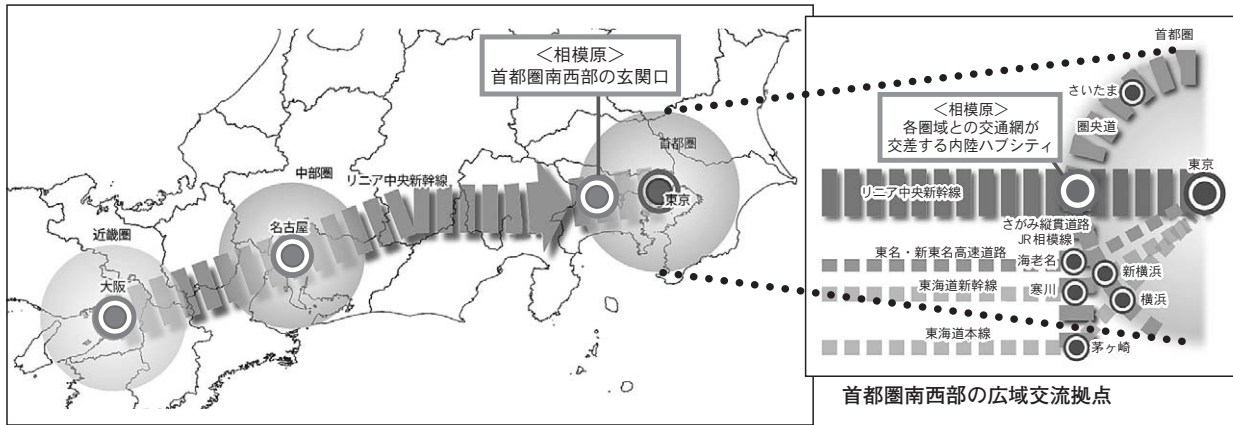 ＜相模原＞
首都圏南西部の玄関口
首都圏
東京
中部圏
リニア中央新幹線
名古屋
近畿圏
大阪
首都圏
さいたま
圏央道
＜相模原＞
各圏域との交通網が
交差する内陸ハブシティ
東京
リニア中央新幹線
さがみ縦貫道路
JR相模線
東名・新東名高速道路
海老名
新横浜
東海道新幹線
寒川
横浜
東海道本線
茅ヶ崎
首都圏南西部の広域交流拠点